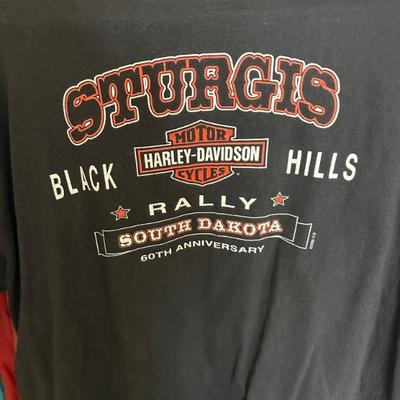 STURGIS
MOTOR
HARLEY-DAVIDSON
CYCLES
BLACK HILLS
RALLY
SOUTH DAKOTA
60TH ANNIVERSARY